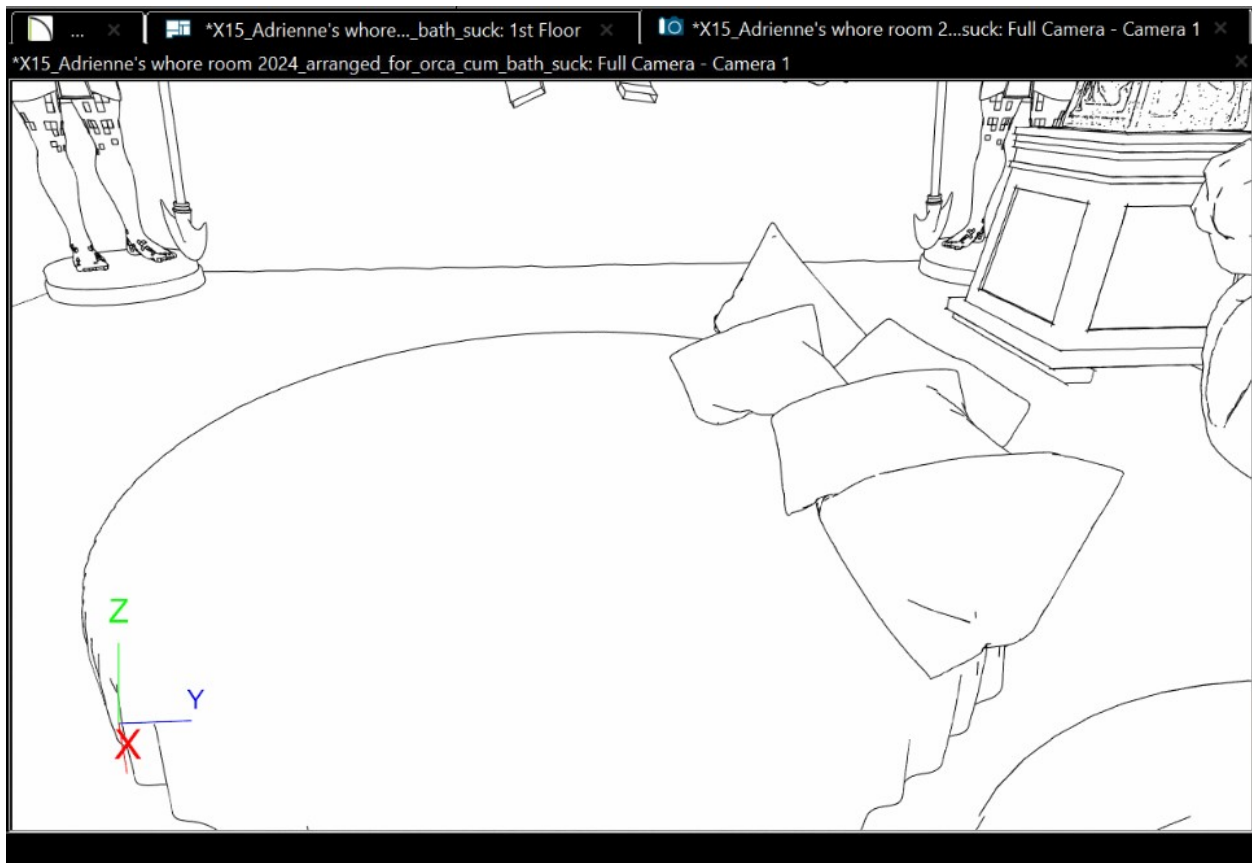 ...
*X15_Adrienne's whore..._bath_suck: 1st Floor
*X15_Adrienne's whore room 2...suck: Full Camera - Camera 1
*X15_Adrienne's whore room 2024_arranged_for_orca_cum_bath_suck: Full Camera - Camera 1
Z
Y
X